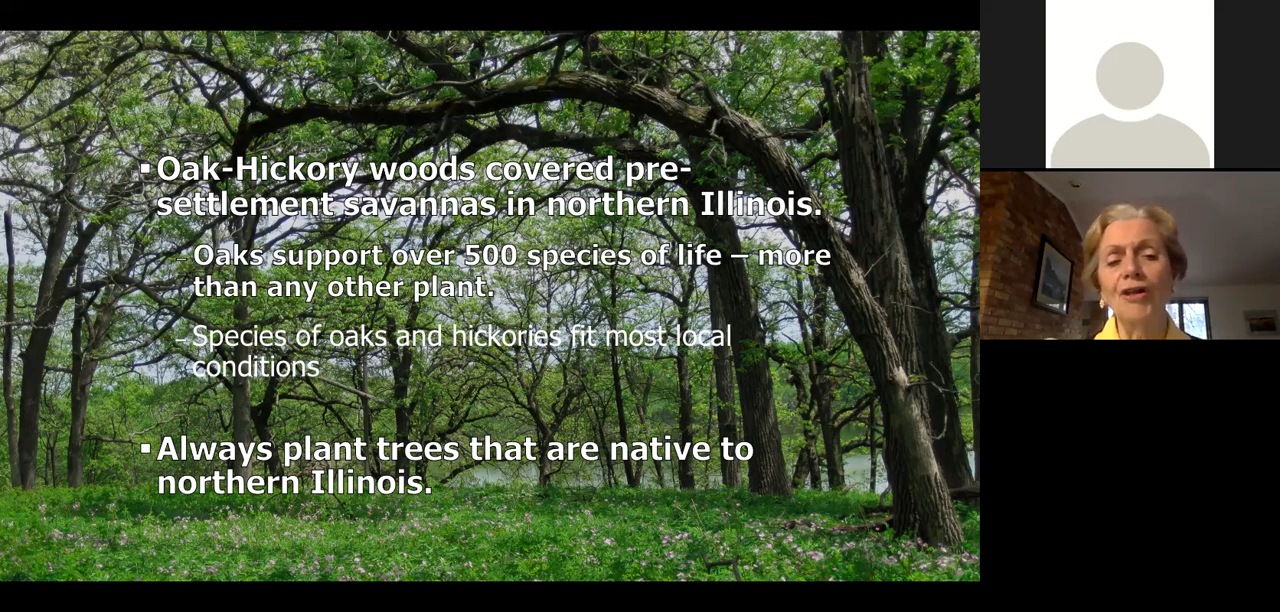 ▪ Oak-Hickory woods covered pre-
settlement savannas in northern Illinois.
– Oaks support over 500 species of life – more
than any other plant.
– Species of oaks and hickories fit most local
conditions
▪ Always plant trees that are native to
northern Illinois.